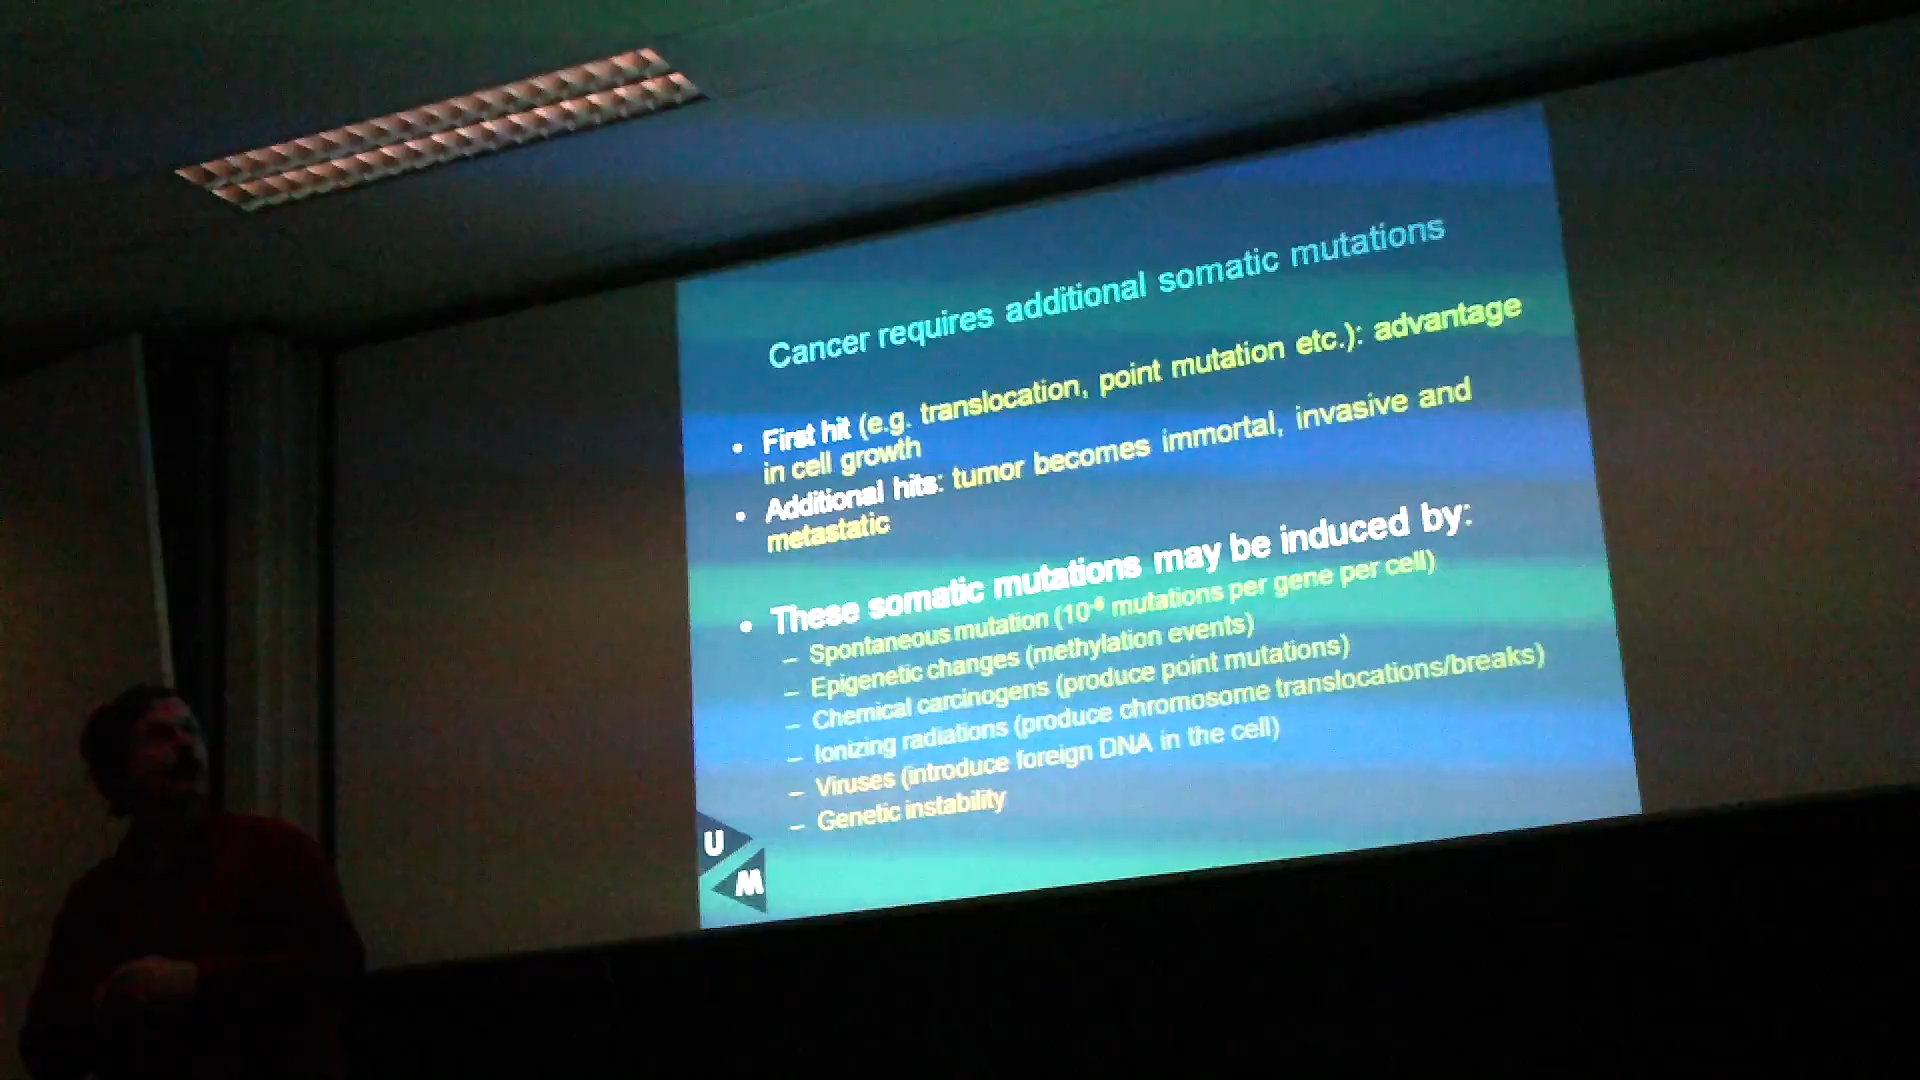 Cancer requires additional somatic mutations
• First hit (e.g. translocation, point mutation etc.): advantage
in cell growth
• Additional hits: tumor becomes immortal, invasive and
metastatic
• These somatic mutations may be induced by:
– Spontaneous mutation (10⁻⁶ mutations per gene per cell)
– Epigenetic changes (methylation events)
– Chemical carcinogens (produce point mutations)
– Ionizing radiations (produce chromosome translocations/breaks)
– Viruses (introduce foreign DNA in the cell)
– Genetic instability
U
M